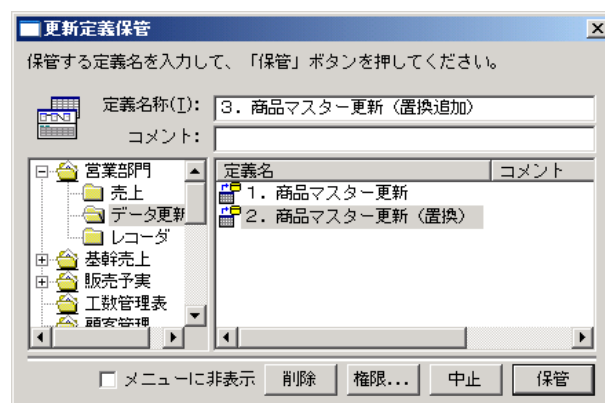 更新定義保管
保管する定義名を入力して、「保管」ボタンを押してください。
定義名称(I): 3. 商品マスター更新（置換追加）
コメント:
営業部門
売上
データ更新
レコーダ
基幹売上
販売予実
工数管理表
顧客管理
定義名 コメント
1. 商品マスター更新
2. 商品マスター更新（置換）
メニューに非表示 削除 権限... 中止 保管